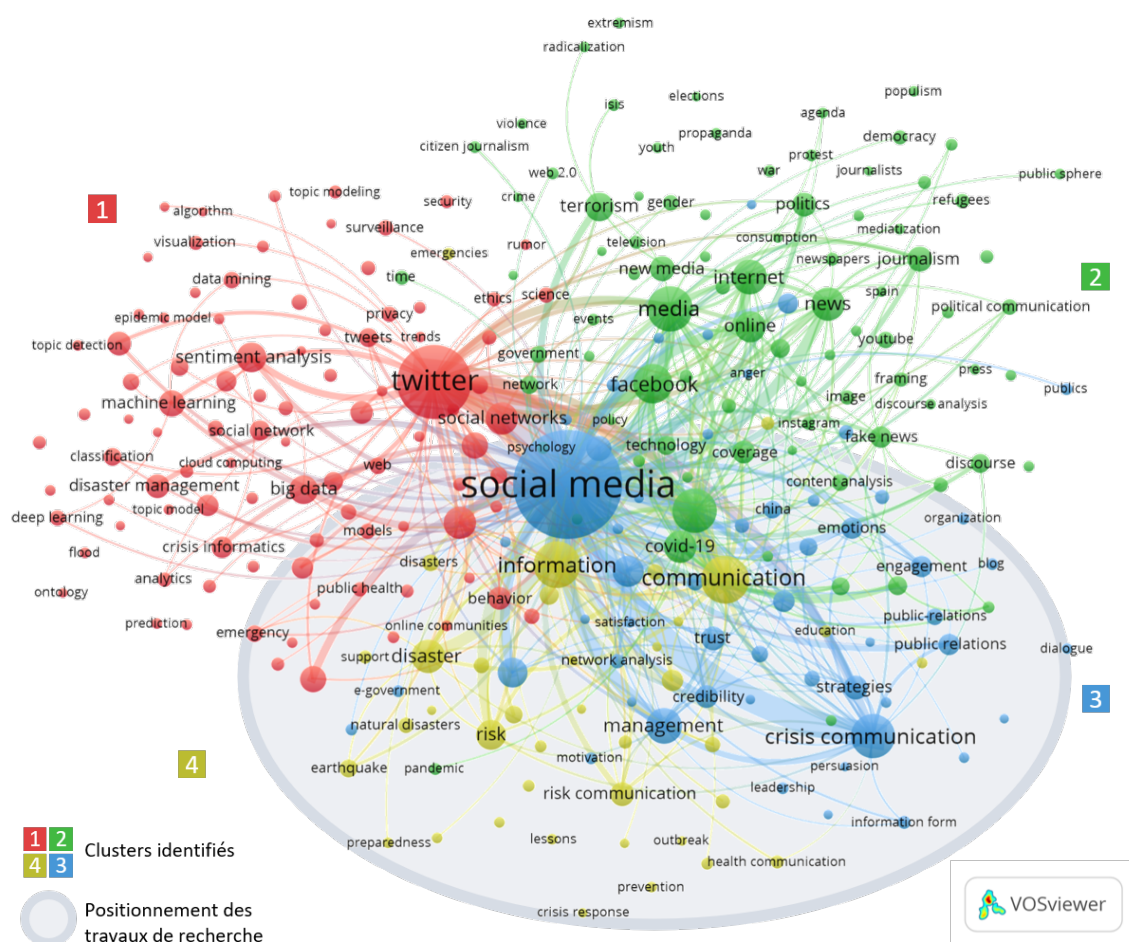 extremism
radicalization
populism
elections
isis
agenda
violence
propaganda
democracy
citizen journalism
youth
protest
web 2.0
war
journalists
public sphere
topic modeling
security
crime
terrorism
gender
politics
refugees
1
algorithm
surveillance
mediatization
visualization
rumor
television
consumption
emergencies
newspapers
journalism
new media
internet
2
data mining
time
ethics
science
spain
media
news
political communication
epidemic model
privacy
events
online
topic detection
tweets
trends
youtube
sentiment analysis
government
anger
press
twitter
network
facebook
framing
publics
machine learning
image
discourse analysis
social networks
policy
instagram
social network
fake news
psychology
technology
coverage
classification
cloud computing
web
discourse
disaster management
big data
social media
content analysis
topic model
china
deep learning
models
emotions
organization
crisis informatics
covid-19
flood
disasters
information
communication
engagement
blog
analytics
public health
ontology
behavior
public-relations
prediction
emergency
online communities
satisfaction
education
trust
public relations
dialogue
support
disaster
network analysis
e-government
credibility
strategies
3
natural disasters
risk
management
crisis communication
4
earthquake
pandemic
motivation
persuasion
risk communication
leadership
information form
preparedness
lessons
outbreak
health communication
prevention
crisis response
1 2
4 3
Clusters identifiés
Positionnement des
travaux de recherche
VOSviewer